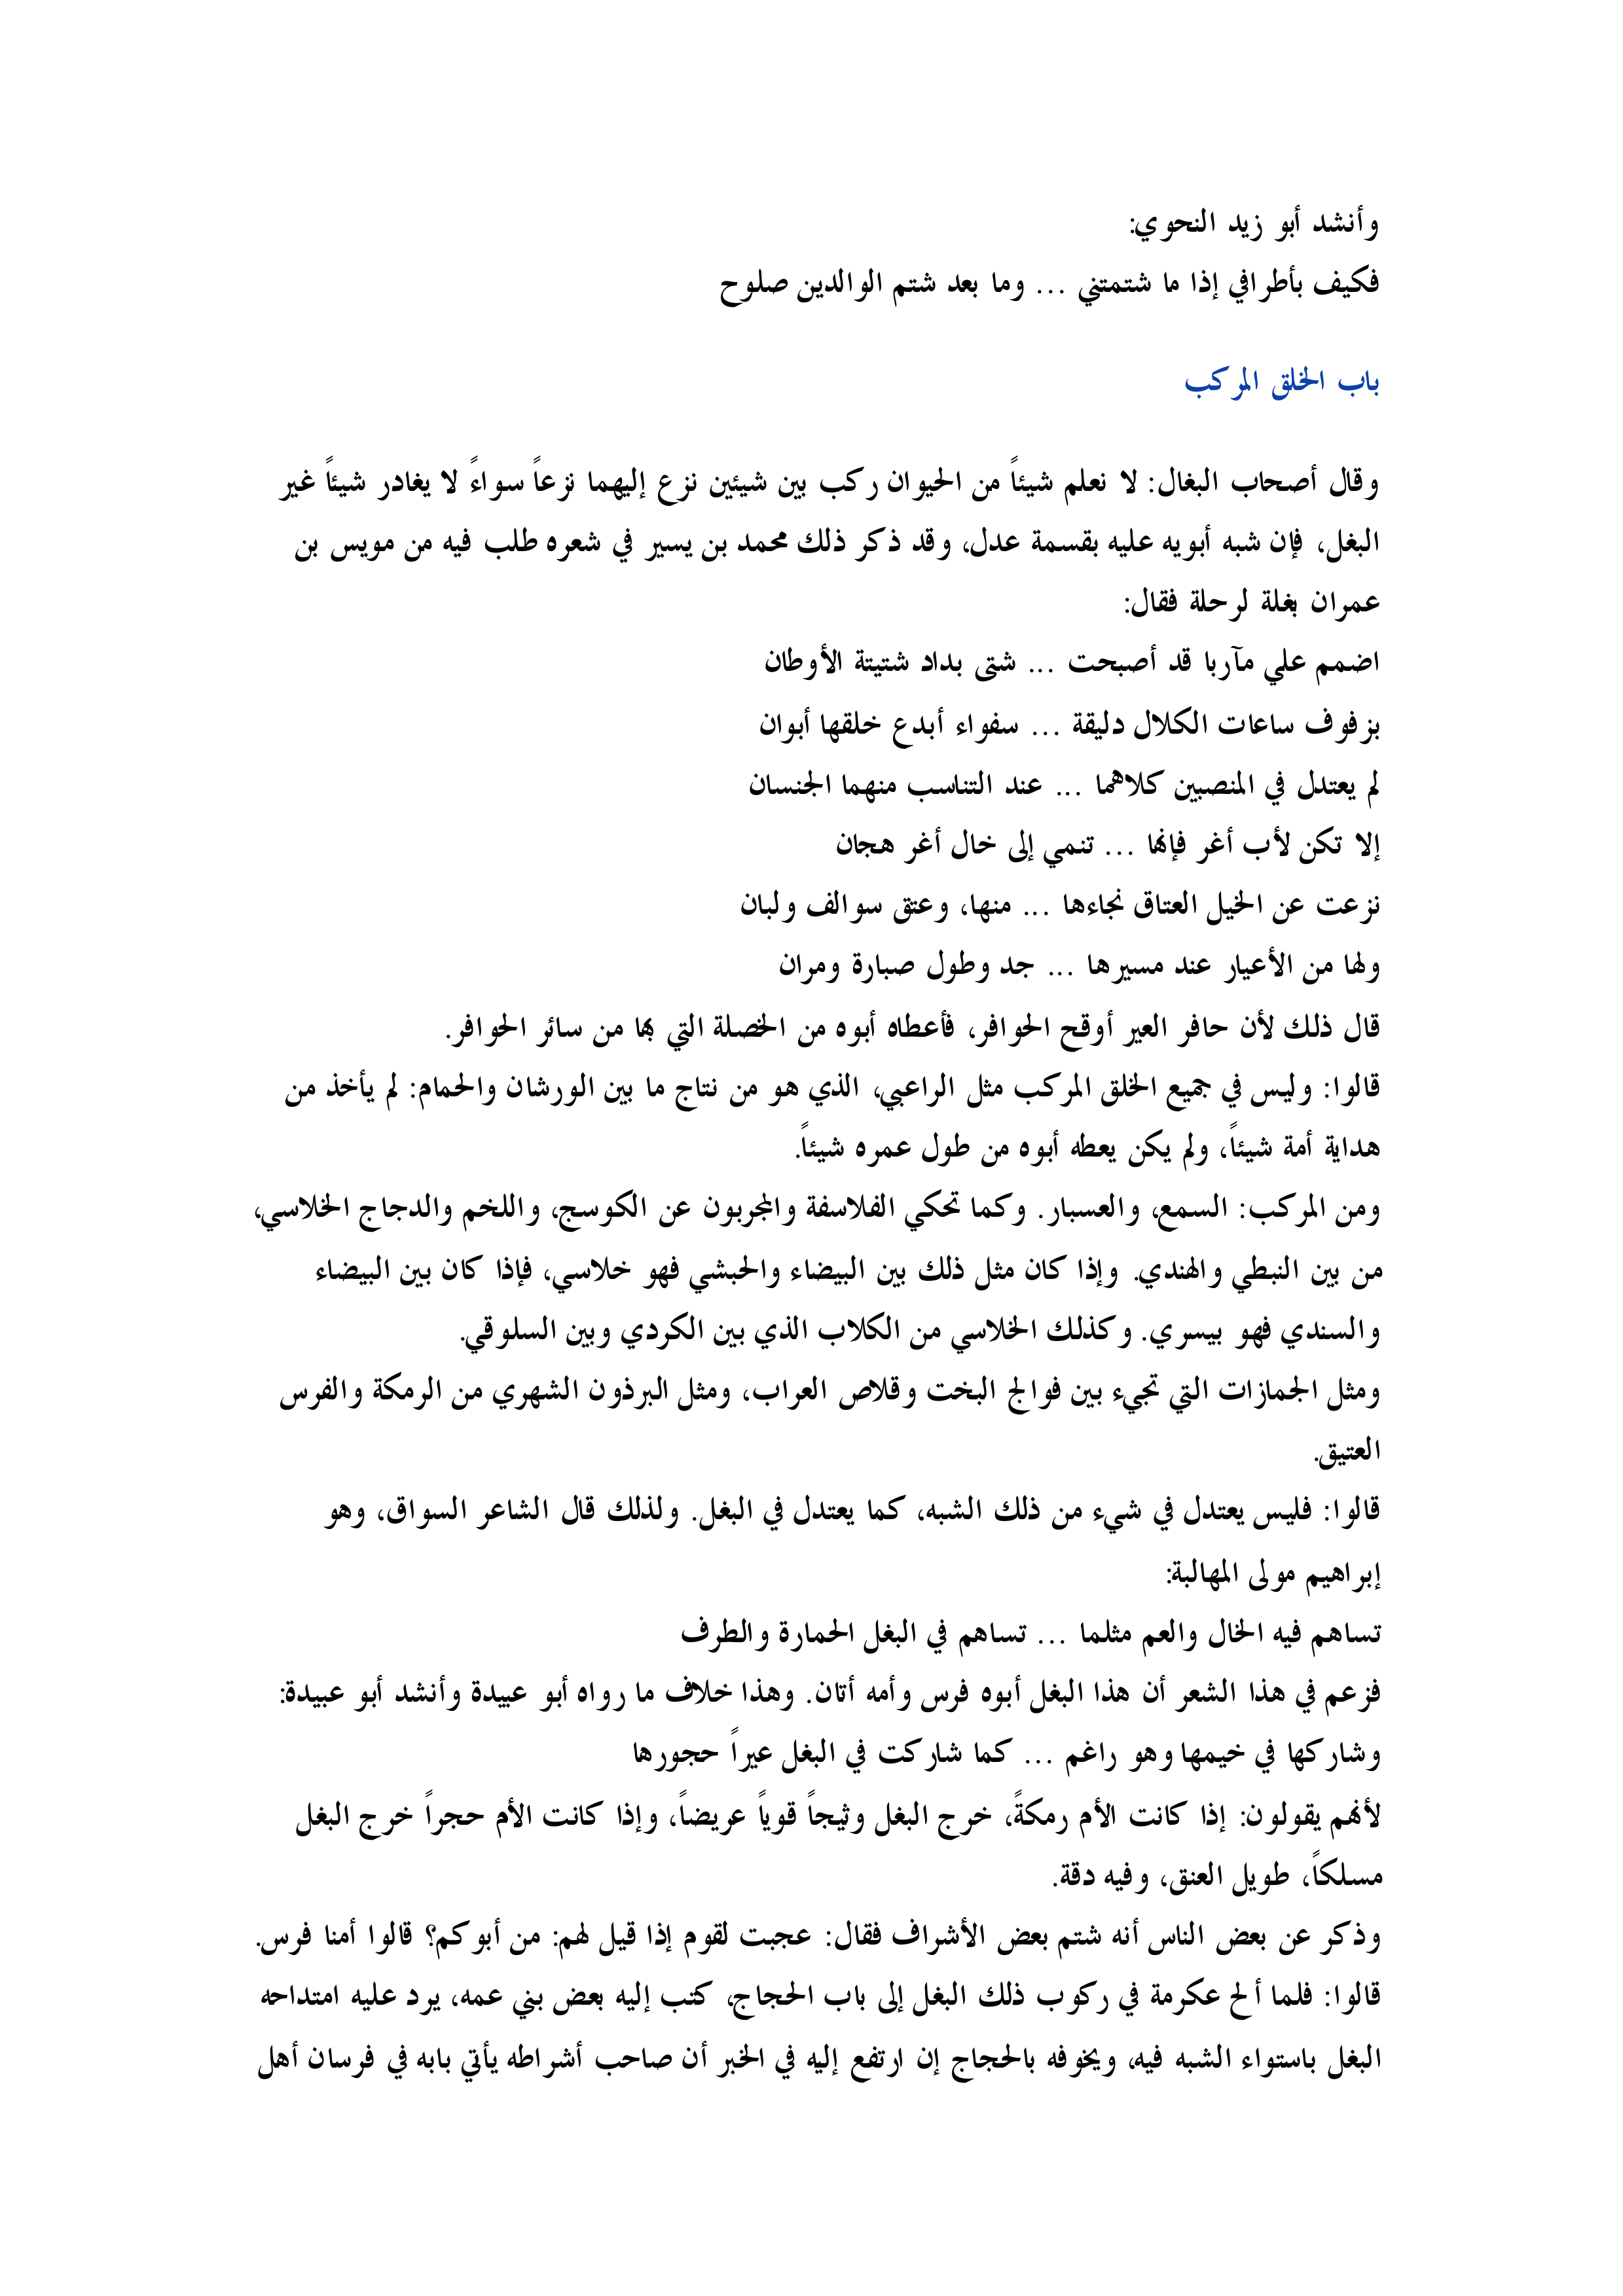 وأنشد أبو زيد النحوي:
فكيف بأطرافي إذا ما شتمتني ... وما بعد شتم الوالدين صلوح
باب الخلق المركب
وقال أصحاب البغال: لا نعلم شيئاً من الحيوان ركب بين شيئين نزع إليهما نزعاً سواءً لا يغادر شيئاً غير
البغل، فإن شبه أبويه عليه بقسمة عدل، وقد ذكر ذلك محمد بن يسير في شعره طلب فيه من مويس بن
عمران بغلة لرحلة فقال:
اضمم علي مآربا قد أصبحت ... شتى بداد شتيتة الأوطان
بزفوف ساعات الكلال دليقة ... سفواء أبدع خلقها أبوان
لم يعتدل في المنصبين كلاهما ... عند التناسب منهما الجنسان
إلا تكن لأب أغر فإنها ... تنمي إلى خال أغر هجان
نزعت عن الخيل العتاق نجاءها ... منها، وعتق سوالف ولبان
ولها من الأعيار عند مسيرها ... جد وطول صبارة ومران
قال ذلك لأن حافر العير أوقح الحوافر، فأعطاه أبوه من الخصلة التي بها من سائر الحوافر.
قالوا: وليس في جميع الخلق المركب مثل الراعبي، الذي هو من نتاج ما بين الورشان والحمام: لم يأخذ من
هداية أمة شيئاً، ولم يكن يعطه أبوه من طول عمره شيئاً.
ومن المركب: السمع، والعسبار. وكما تحكي الفلاسفة والمجربون عن الكوسج، واللخم والدجاج الخلاسي،
من بين النبطي والهندي. وإذا كان مثل ذلك بين البيضاء والحبشي فهو خلاسي، فإذا كان بين البيضاء
والسندي فهو بيسري. وكذلك الخلاسي من الكلاب الذي بين الكردي وبين السلوقي.
ومثل الجمازات التي تجيء بين فوالج البخت وقلاص العراب، ومثل البرذون الشهري من الرمكة والفرس
العتيق.
قالوا: فليس يعتدل في شيء من ذلك الشبه، كما يعتدل في البغل. ولذلك قال الشاعر السواق، وهو
إبراهيم مولى المهالبة:
تساهم فيه الخال والعم مثلما ... تساهم في البغل الحمارة والطرف
فزعم في هذا الشعر أن هذا البغل أبوه فرس وأمه أتان. وهذا خلاف ما رواه أبو عبيدة وأنشد أبو عبيدة:
وشاركها في خيمها وهو راغم ... كما شاركت في البغل عيراً حجورها
لأنهم يقولون: إذا كانت الأم رمكةً، خرج البغل وثيجاً قوياً عريضاً، وإذا كانت الأم حجراً خرج البغل
مسلكاً، طويل العنق، وفيه دقة.
وذكر عن بعض الناس أنه شتم بعض الأشراف فقال: عجبت لقوم إذا قيل لهم: من أبوكم؟ قالوا أمنا فرس.
قالوا: فلما ألح عكرمة في ركوب ذلك البغل إلى باب الحجاج، كتب إليه بعض بني عمه، يرد عليه امتداحه
البغل باستواء الشبه فيه، ويخوفه بالحجاج إن ارتفع إليه في الخبر أن صاحب أشراطه يأتي بابه في فرسان أهل